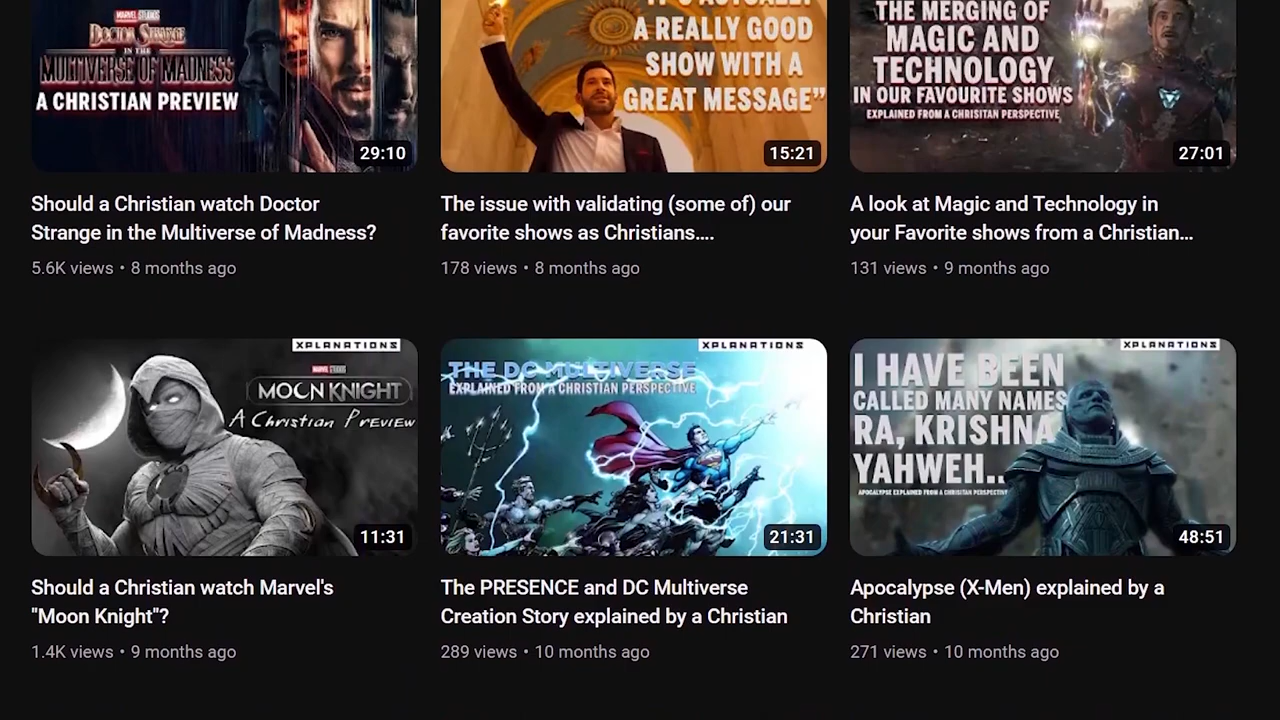 MARVEL STUDIOS
DOCTOR STRANGE
IN THE
MULTIVERSE OF MADNESS
A CHRISTIAN PREVIEW
29:10
Should a Christian watch Doctor
Strange in the Multiverse of Madness?
5.6K views • 8 months ago
"IT'S ACTUALLY
A REALLY GOOD
SHOW WITH A
GREAT MESSAGE"
15:21
The issue with validating (some of) our
favorite shows as Christians....
178 views • 8 months ago
THE MERGING OF
MAGIC AND
TECHNOLOGY
IN OUR FAVOURITE SHOWS
EXPLAINED FROM A CHRISITAN PERSPECTIVE
27:01
A look at Magic and Technology in
your Favorite shows from a Christian...
131 views • 9 months ago
XPLANATIONS
MARVEL STUDIOS
MOON KNIGHT
A Christian Preview
11:31
Should a Christian watch Marvel's
"Moon Knight"?
1.4K views • 9 months ago
XPLANATIONS
THE DC MULTIVERSE
EXPLAINED FROM A CHRISTIAN PERSPECTIVE
21:31
The PRESENCE and DC Multiverse
Creation Story explained by a Christian
289 views • 10 months ago
XPLANATIONS
I HAVE BEEN
CALLED MANY NAMES
RA, KRISHNA
YAHWEH..
APOCALYPSE EXPLAINED FROM A CHRISITAN PERSPECTIVE
48:51
Apocalypse (X-Men) explained by a
Christian
271 views • 10 months ago